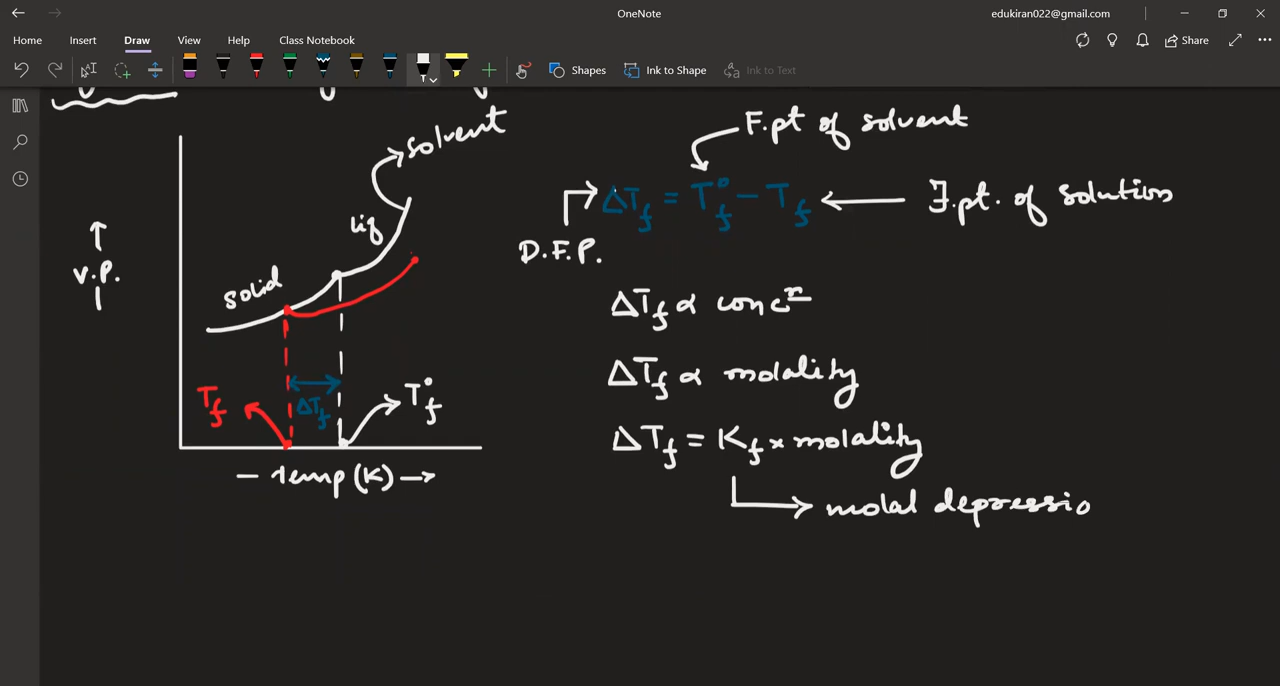 OneNote
edukiran022@gmail.com
Home Insert Draw View Help Class Notebook
Share
Shapes Ink to Shape Ink to Text
solvent
liq
solid
↑
V.P.
|
Tf
ΔTf
Tf°
— Temp (K) →
F.pt of solvent
ΔTf = Tf° − Tf ← F.pt. of solution
D.F.P.
ΔTf α concⁿ
ΔTf α molality
ΔTf = Kf × molality
molal depressio